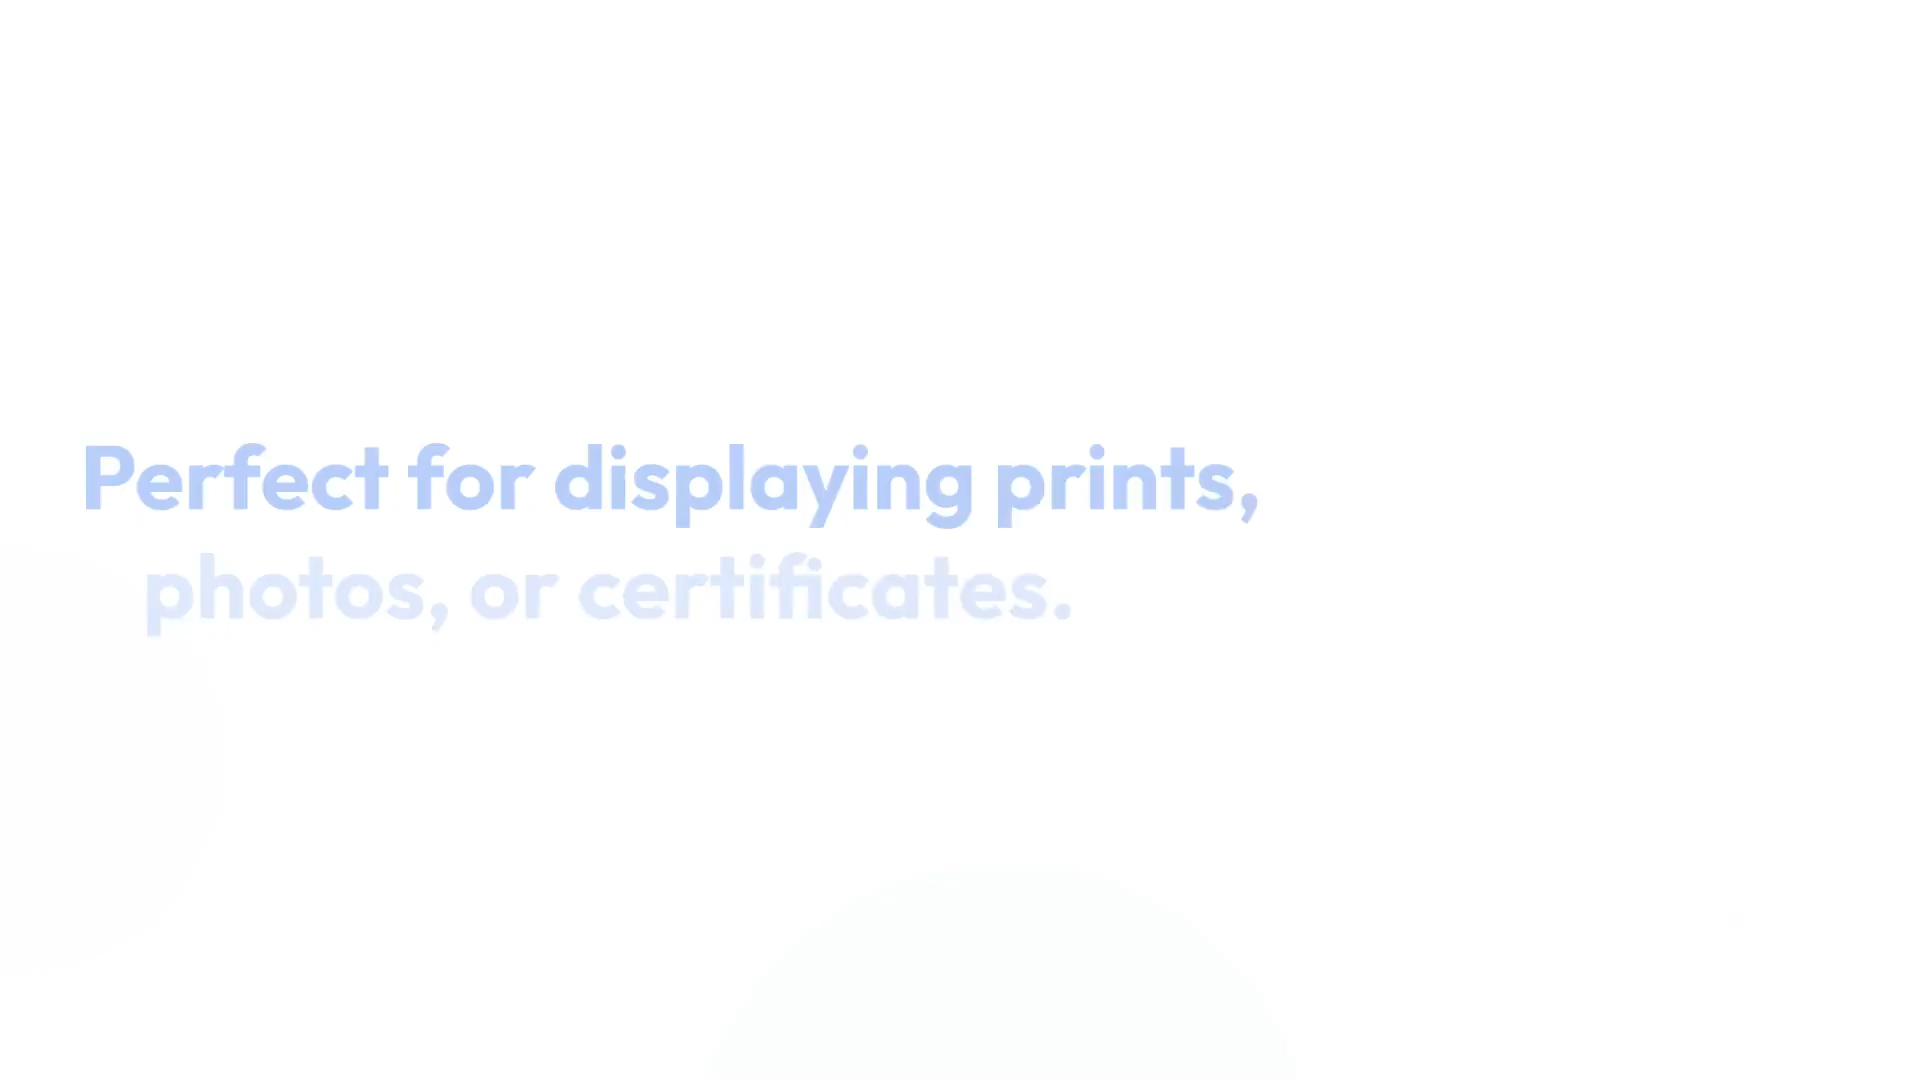 Perfect for displaying prints,
photos, or certificates.